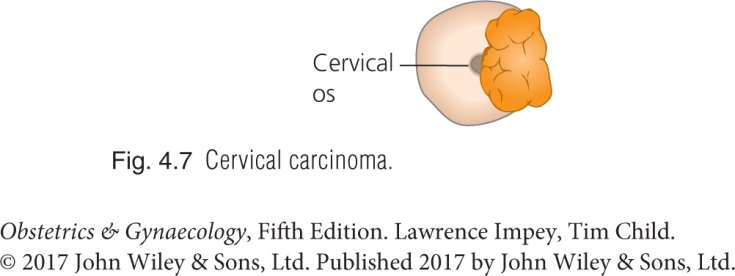 Cervical
os
Fig. 4.7 Cervical carcinoma.
Obstetrics & Gynaecology, Fifth Edition. Lawrence Impey, Tim Child.
© 2017 John Wiley & Sons, Ltd. Published 2017 by John Wiley & Sons, Ltd.